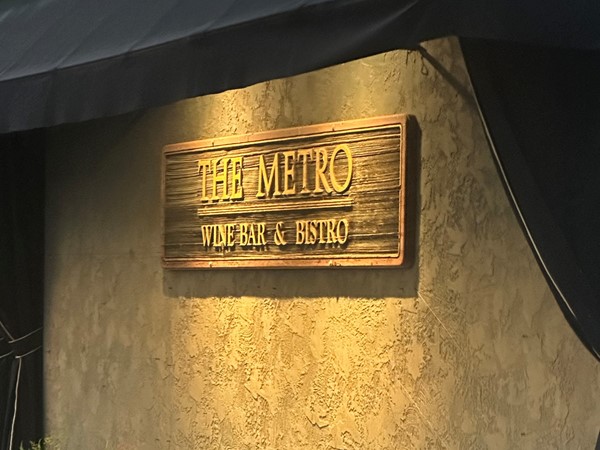 THE METRO
WINE BAR & BISTRO